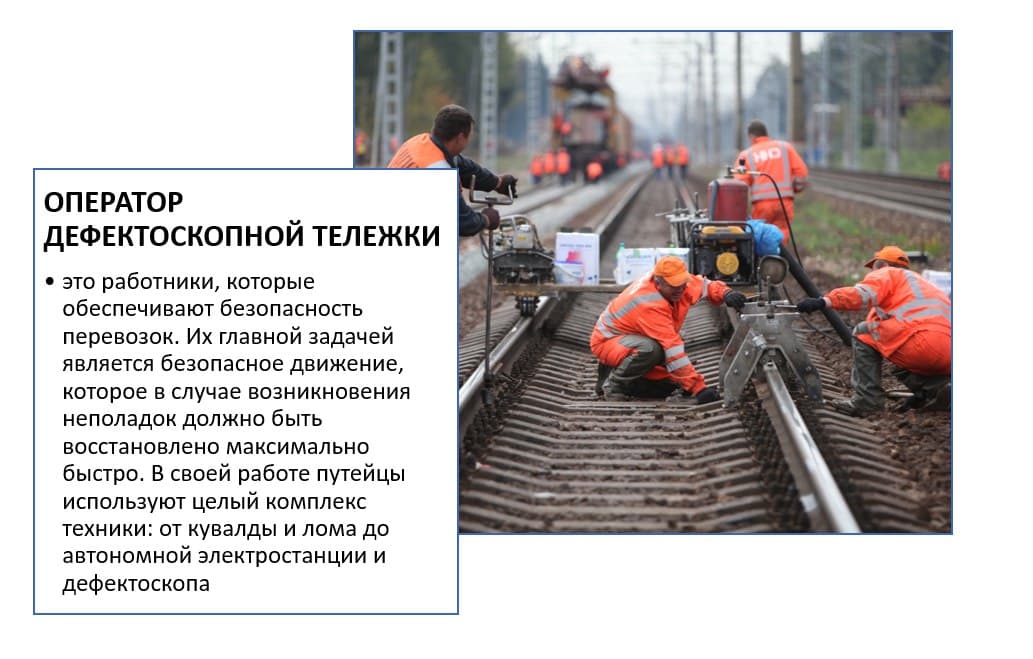 ОПЕРАТОР
ДЕФЕКТОСКОПНОЙ ТЕЛЕЖКИ
• это работники, которые
обеспечивают безопасность
перевозок. Их главной задачей
является безопасное движение,
которое в случае возникновения
неполадок должно быть
восстановлено максимально
быстро. В своей работе путейцы
используют целый комплекс
техники: от кувалды и лома до
автономной электростанции и
дефектоскопа